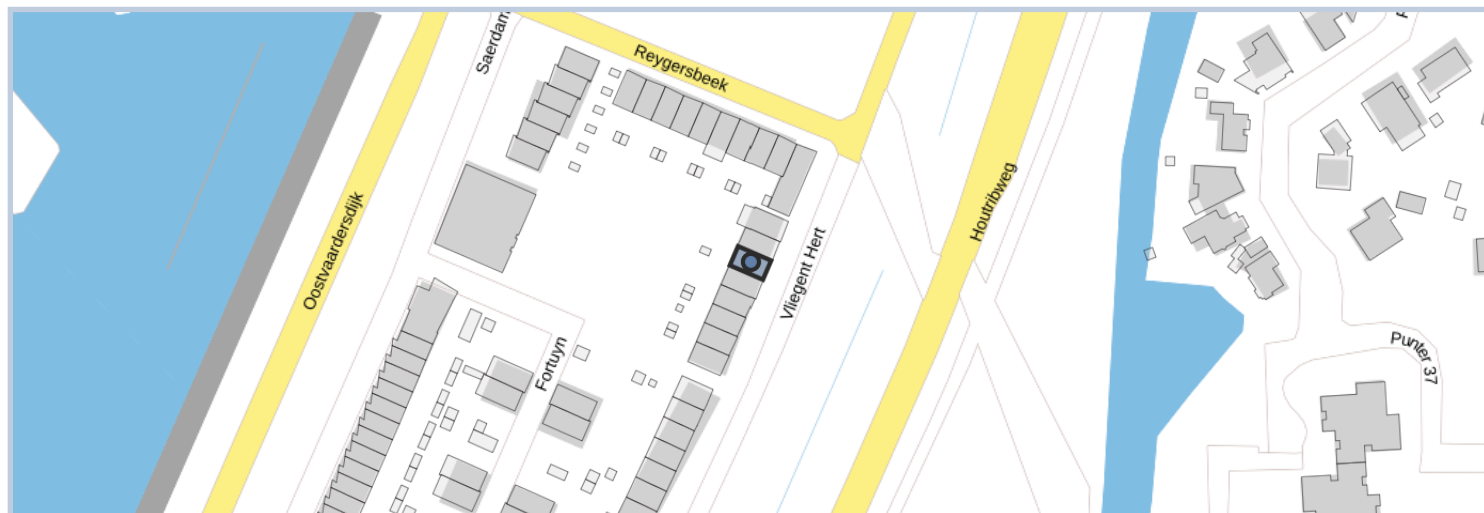 Saerdam
Reygersbeek
Oostvaardersdijk
Houtribweg
Vliegent Hert
Fortuyn
Punter 37